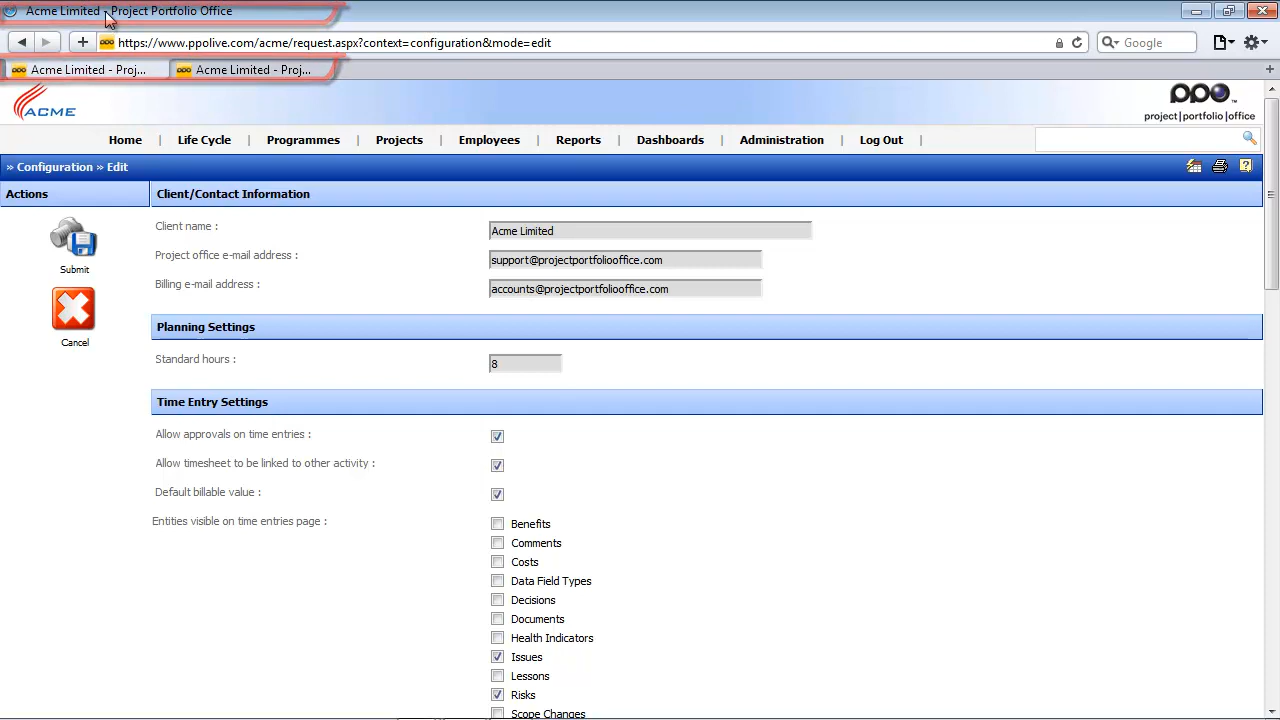 Acme Limited - Project Portfolio Office
https://www.ppolive.com/acme/request.aspx?context=configuration&mode=edit
Google
Acme Limited - Proj...
Acme Limited - Proj...
ACME
ppo™
project|portfolio|office
Home | Life Cycle | Programmes | Projects | Employees | Reports | Dashboards | Administration | Log Out |
» Configuration » Edit
Actions
Client/Contact Information
Submit
Cancel
Client name :
Acme Limited
Project office e-mail address :
support@projectportfoliooffice.com
Billing e-mail address :
accounts@projectportfoliooffice.com
Planning Settings
Standard hours :
8
Time Entry Settings
Allow approvals on time entries :
Allow timesheet to be linked to other activity :
Default billable value :
Entities visible on time entries page :
Benefits
Comments
Costs
Data Field Types
Decisions
Documents
Health Indicators
Issues
Lessons
Risks
Scope Changes